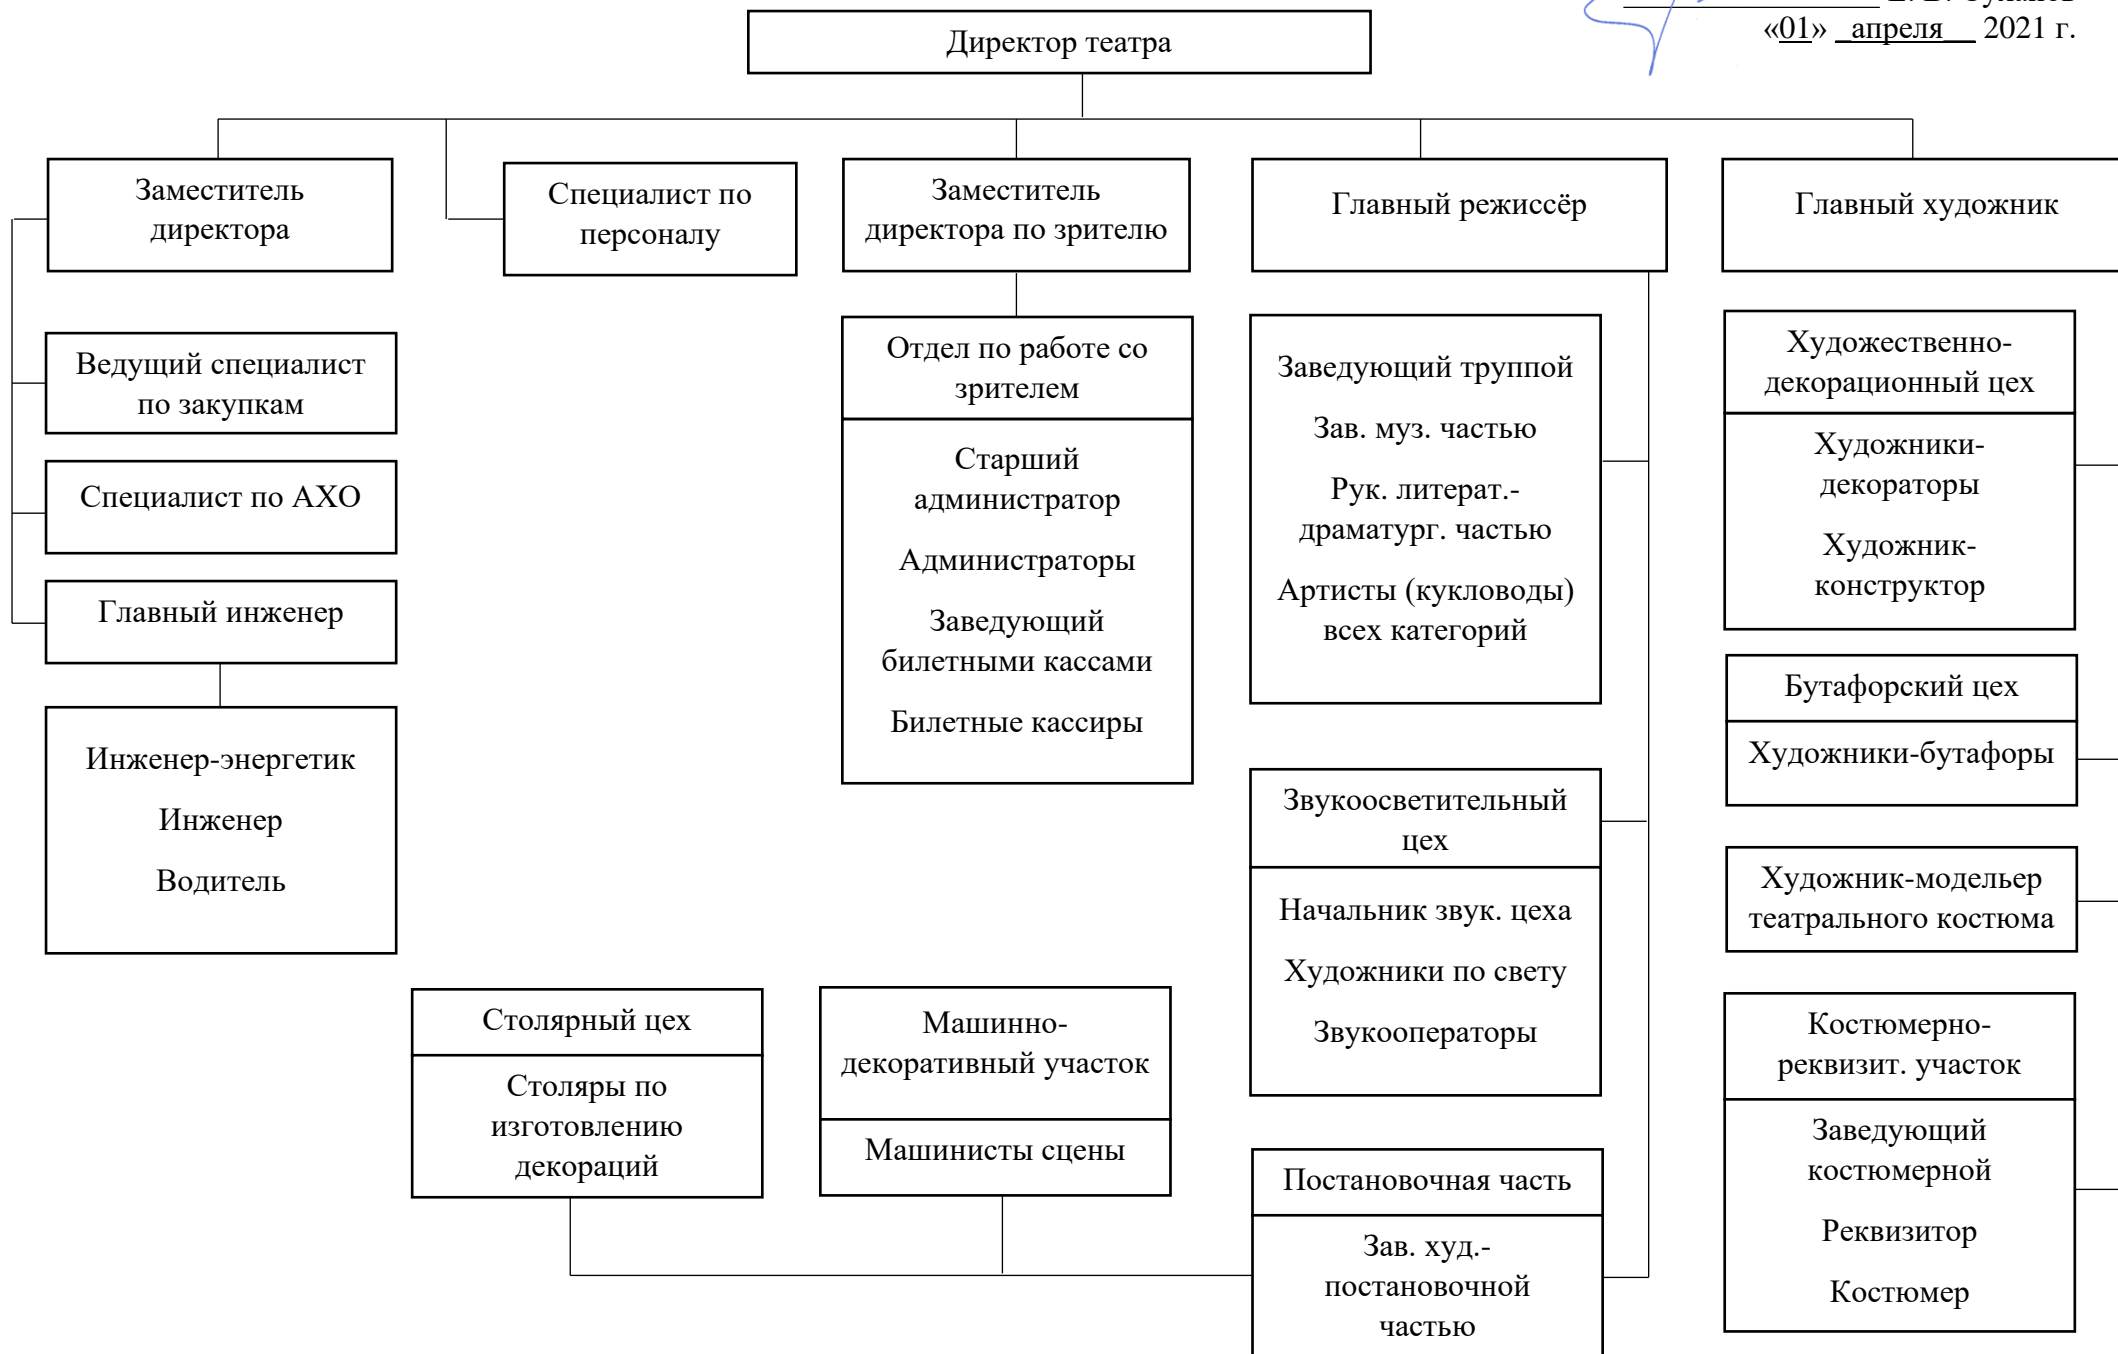 «01» _апреля__ 2021 г.
Директор театра
Заместитель
директора
Специалист по
персоналу
Заместитель
директора по зрителю
Главный режиссёр
Главный художник
Ведущий специалист
по закупкам
Специалист по АХО
Главный инженер
Инженер-энергетик
Инженер
Водитель
Отдел по работе со
зрителем
Старший
администратор
Администраторы
Заведующий
билетными кассами
Билетные кассиры
Заведующий труппой
Зав. муз. частью
Рук. литерат.-
драматург. частью
Артисты (кукловоды)
всех категорий
Звукоосветительный
цех
Начальник звук. цеха
Художники по свету
Звукооператоры
Художественно-
декорационный цех
Художники-
декораторы
Художник-
конструктор
Бутафорский цех
Художники-бутафоры
Художник-модельер
театрального костюма
Костюмерно-
реквизит. участок
Заведующий
костюмерной
Реквизитор
Костюмер
Столярный цех
Столяры по
изготовлению
декораций
Машинно-
декоративный участок
Машинисты сцены
Постановочная часть
Зав. худ.-
постановочной
частью